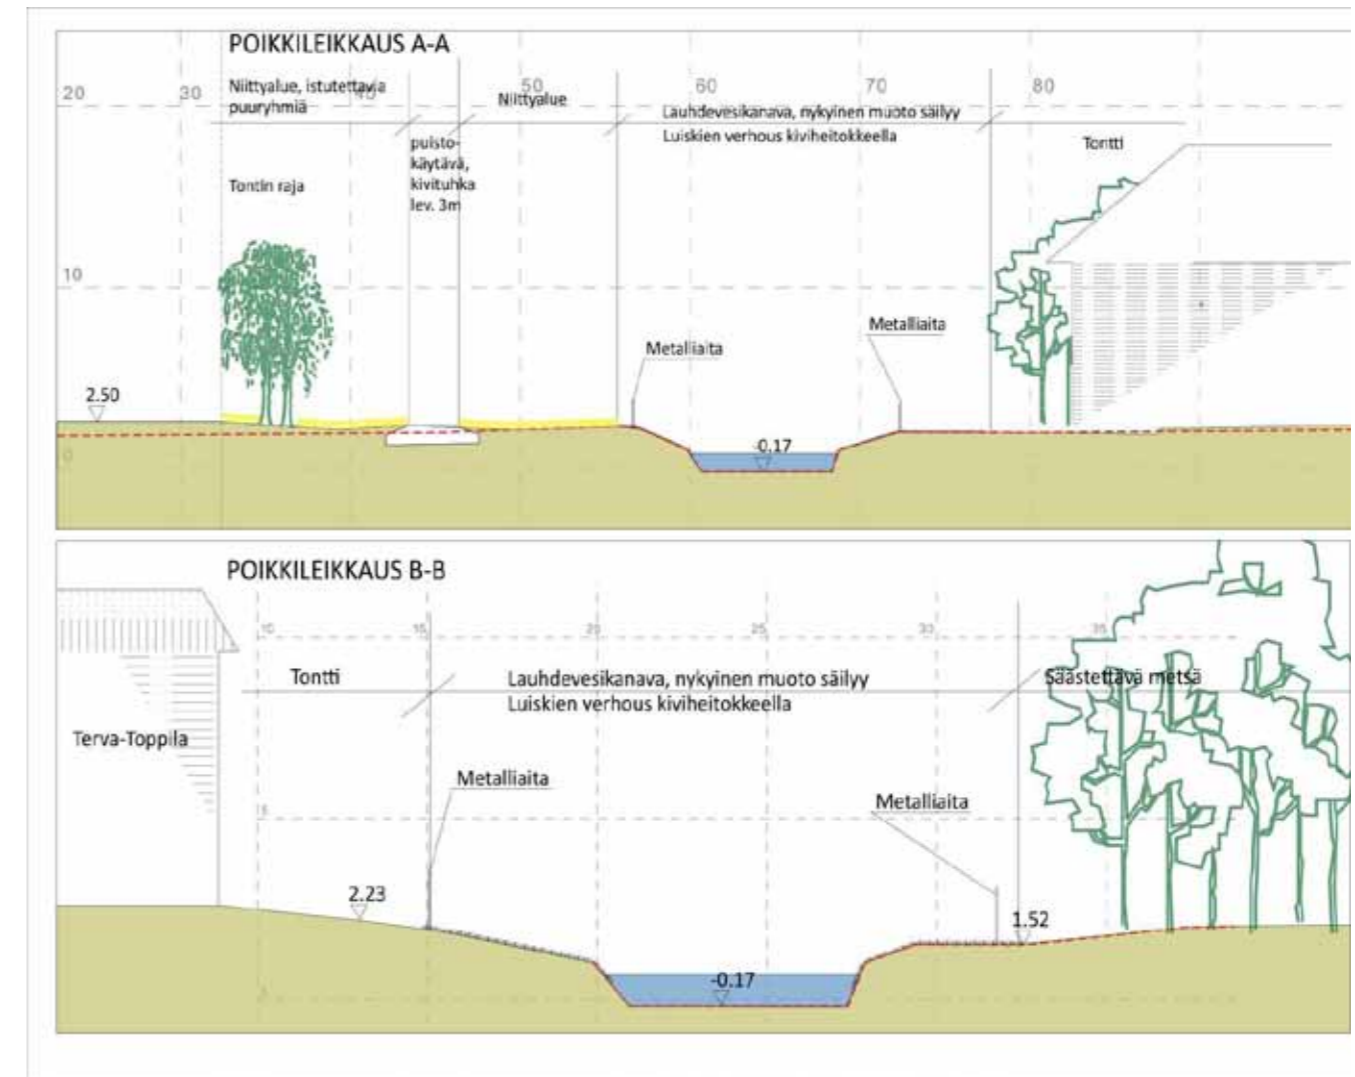 POIKKILEIKKAUS A-A
20
30
40
50
60
70
80
Niittyalue, istutettavia
puuryhmiä
Niittyalue
Lauhdevesikanava, nykyinen muoto säilyy
Luiskien verhous kiviheitokkeella
Tontti
puisto-
käytävä,
kivituhka
lev. 3m
Tontin raja
10
Metalliaita
Metalliaita
2.50
-0.17
0
POIKKILEIKKAUS B-B
10
15
20
25
30
35
Tontti
Lauhdevesikanava, nykyinen muoto säilyy
Luiskien verhous kiviheitokkeella
Säästettävä metsä
Terva-Toppila
Metalliaita
Metalliaita
5
2.23
1.52
-0.17